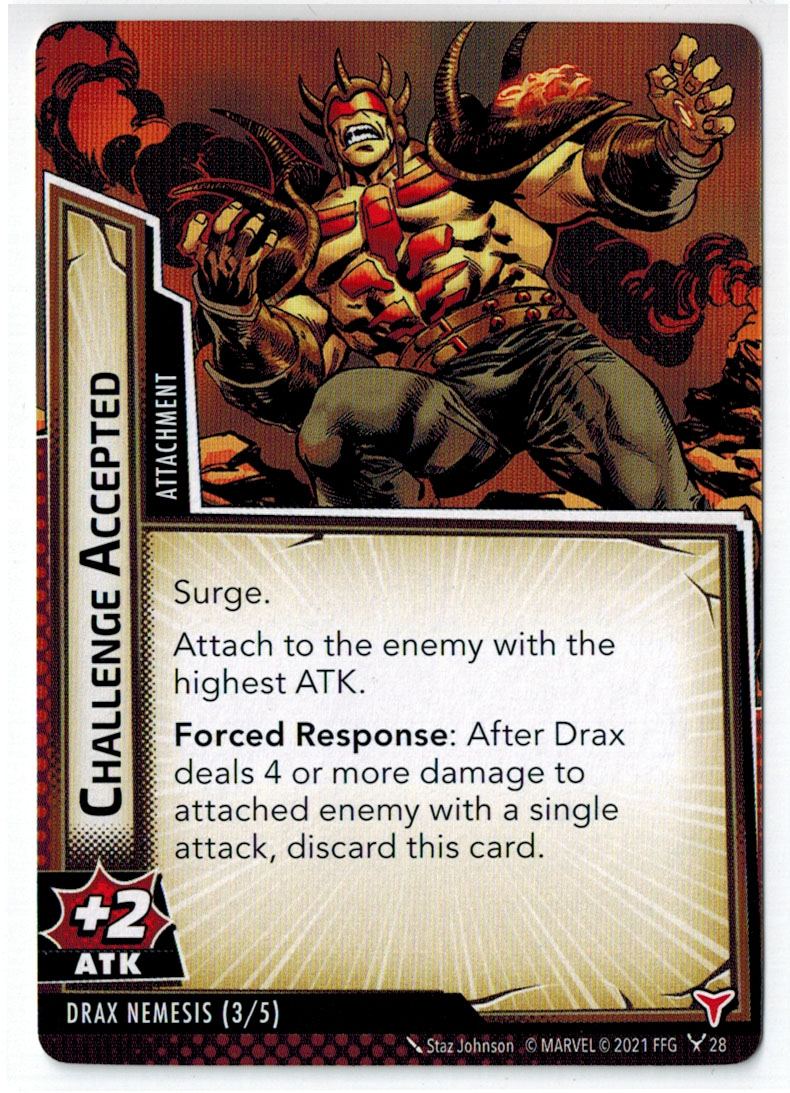 CHALLENGE ACCEPTED
ATTACHMENT
Surge.
Attach to the enemy with the
highest ATK.
Forced Response: After Drax
deals 4 or more damage to
attached enemy with a single
attack, discard this card.
+2
ATK
DRAX NEMESIS (3/5)
Staz Johnson © MARVEL © 2021 FFG 28